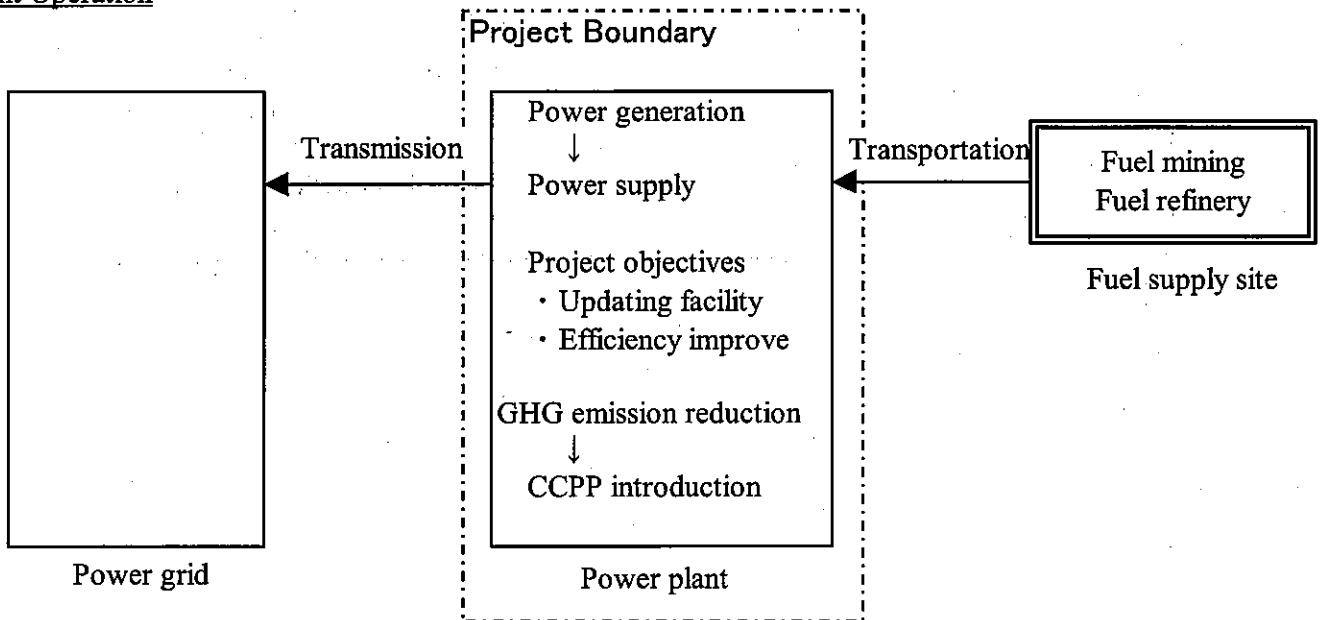 Operation
Project Boundary
Power generation
↓
Power supply
Project objectives
・Updating facility
・Efficiency improve
GHG emission reduction
↓
CCPP introduction
Power plant
Transmission
Power grid
Transportation
Fuel mining
Fuel refinery
Fuel supply site